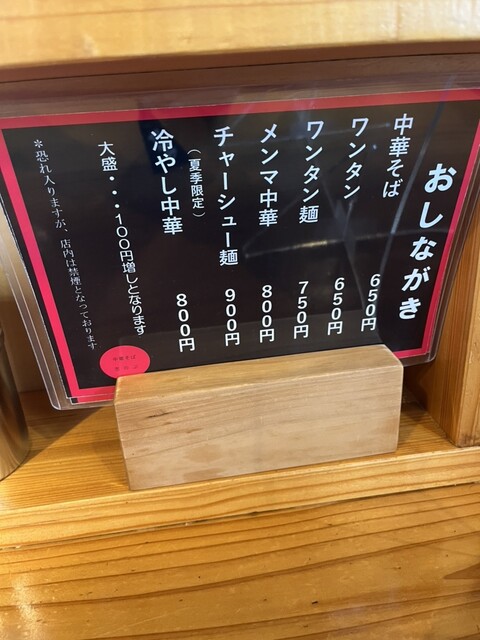 おしながき
中華そば 650円
ワンタン 650円
ワンタン麺 750円
メンマ中華 800円
チャーシュー麺 900円
(夏季限定)
冷やし中華 800円
大盛・・・100円増しとなります
*恐れ入りますが、店内は禁煙となっております